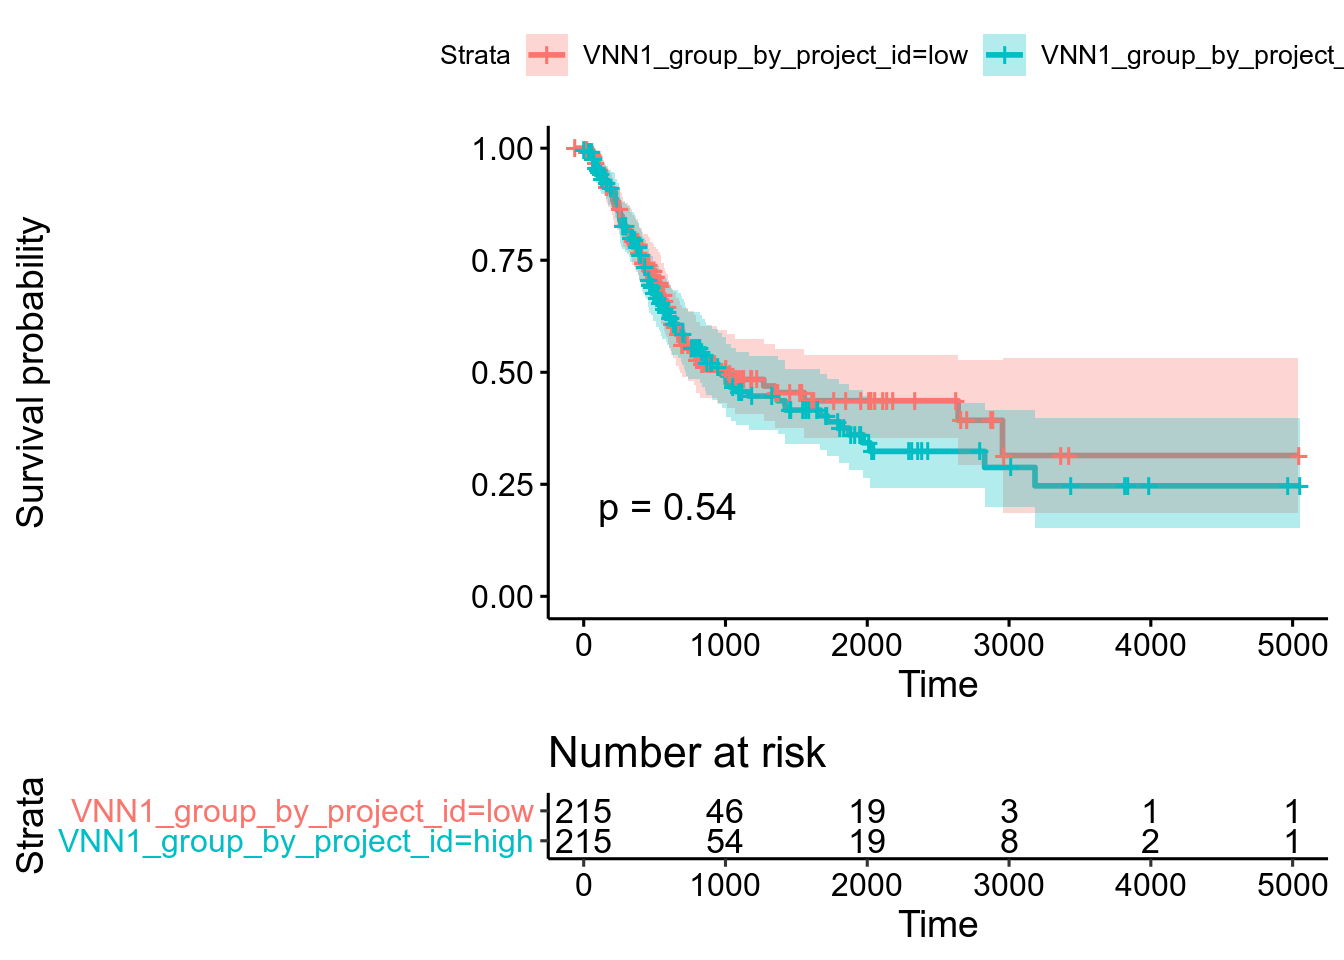 Strata VNN1_group_by_project_id=low VNN1_group_by_project_
Survival probability
1.00
0.75
0.50
0.25
0.00
p = 0.54
0 1000 2000 3000 4000 5000
Time
Number at risk
Strata
VNN1_group_by_project_id=low 215 46 19 3 1 1
VNN1_group_by_project_id=high 215 54 19 8 2 1
0 1000 2000 3000 4000 5000
Time